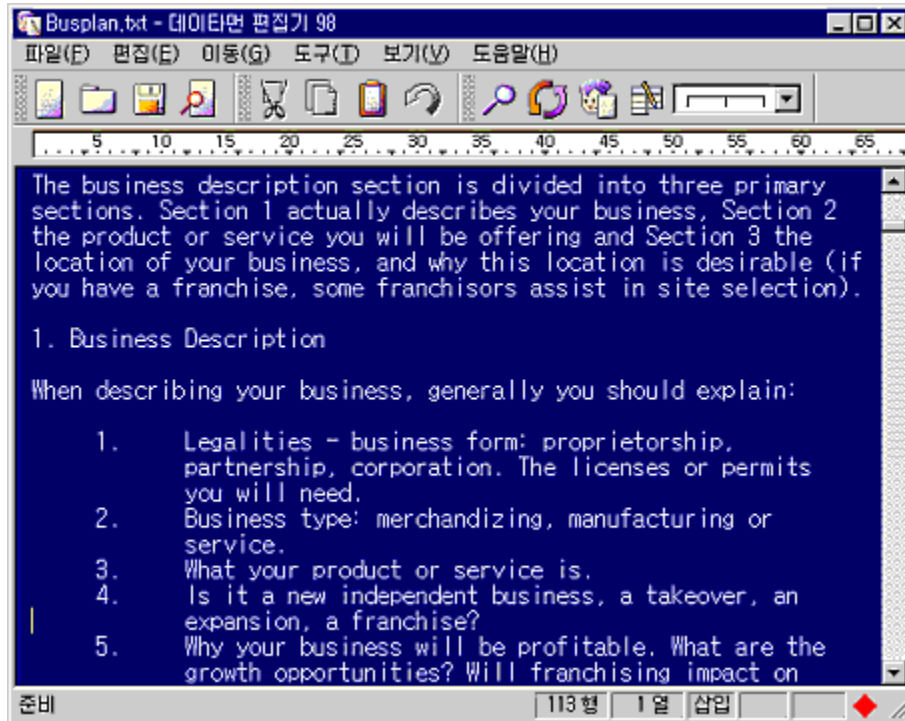 Busplan.txt - 데이타맨 편집기 98
파일(F) 편집(E) 이동(G) 도구(T) 보기(V) 도움말(H)
5 10 15 20 25 30 35 40 45 50 55 60 65
The business description section is divided into three primary
sections. Section 1 actually describes your business, Section 2
the product or service you will be offering and Section 3 the
location of your business, and why this location is desirable (if
you have a franchise, some franchisors assist in site selection).
1. Business Description
When describing your business, generally you should explain:
1. Legalities - business form: proprietorship,
partnership, corporation. The licenses or permits
you will need.
2. Business type: merchandizing, manufacturing or
service.
3. What your product or service is.
4. Is it a new independent business, a takeover, an
expansion, a franchise?
5. Why your business will be profitable. What are the
growth opportunities? Will franchising impact on
준비 113 행 1 열 삽입